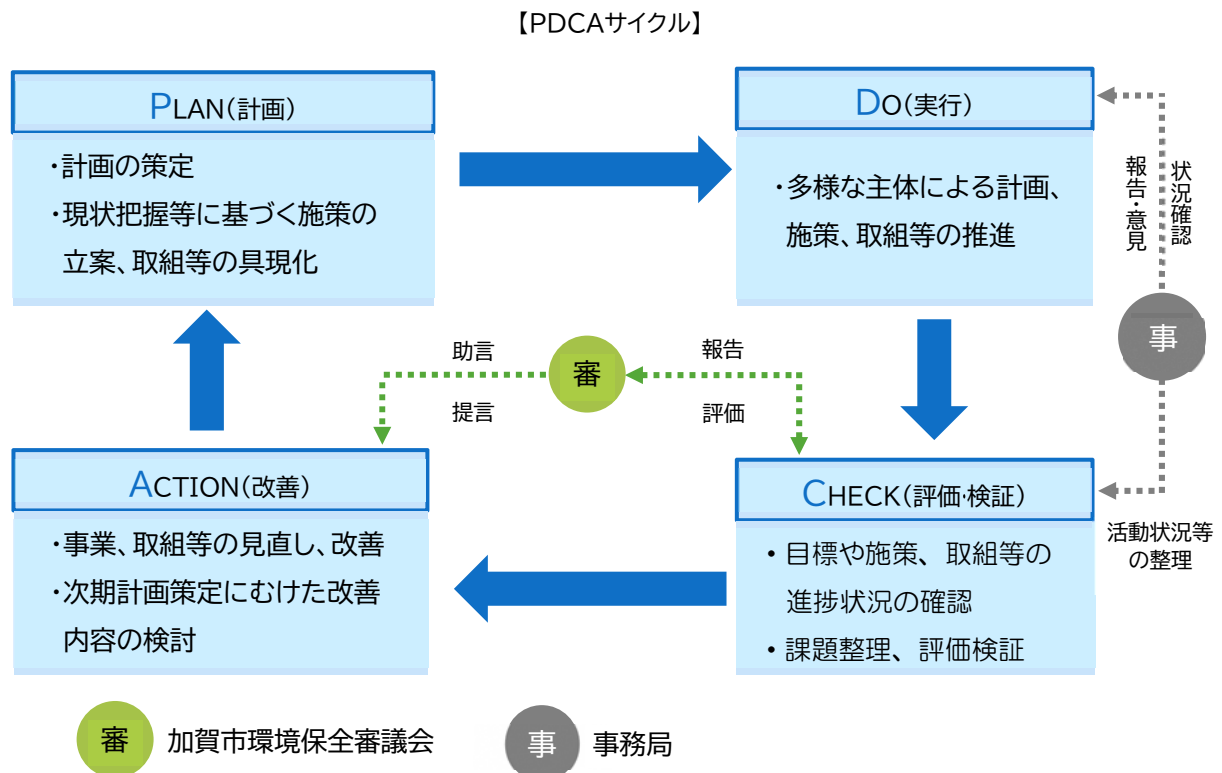 【PDCAサイクル】
PLAN（計画）
・計画の策定
・現状把握等に基づく施策の
立案、取組等の具現化
DO（実行）
・多様な主体による計画、
施策、取組等の推進
報告・意見
状況確認
事
助言
提言
審
報告
評価
ACTION（改善）
・事業、取組等の見直し、改善
・次期計画策定にむけた改善
内容の検討
CHECK（評価・検証）
・目標や施策、取組等の
進捗状況の確認
・課題整理、評価検証
活動状況等
の整理
審 加賀市環境保全審議会
事 事務局